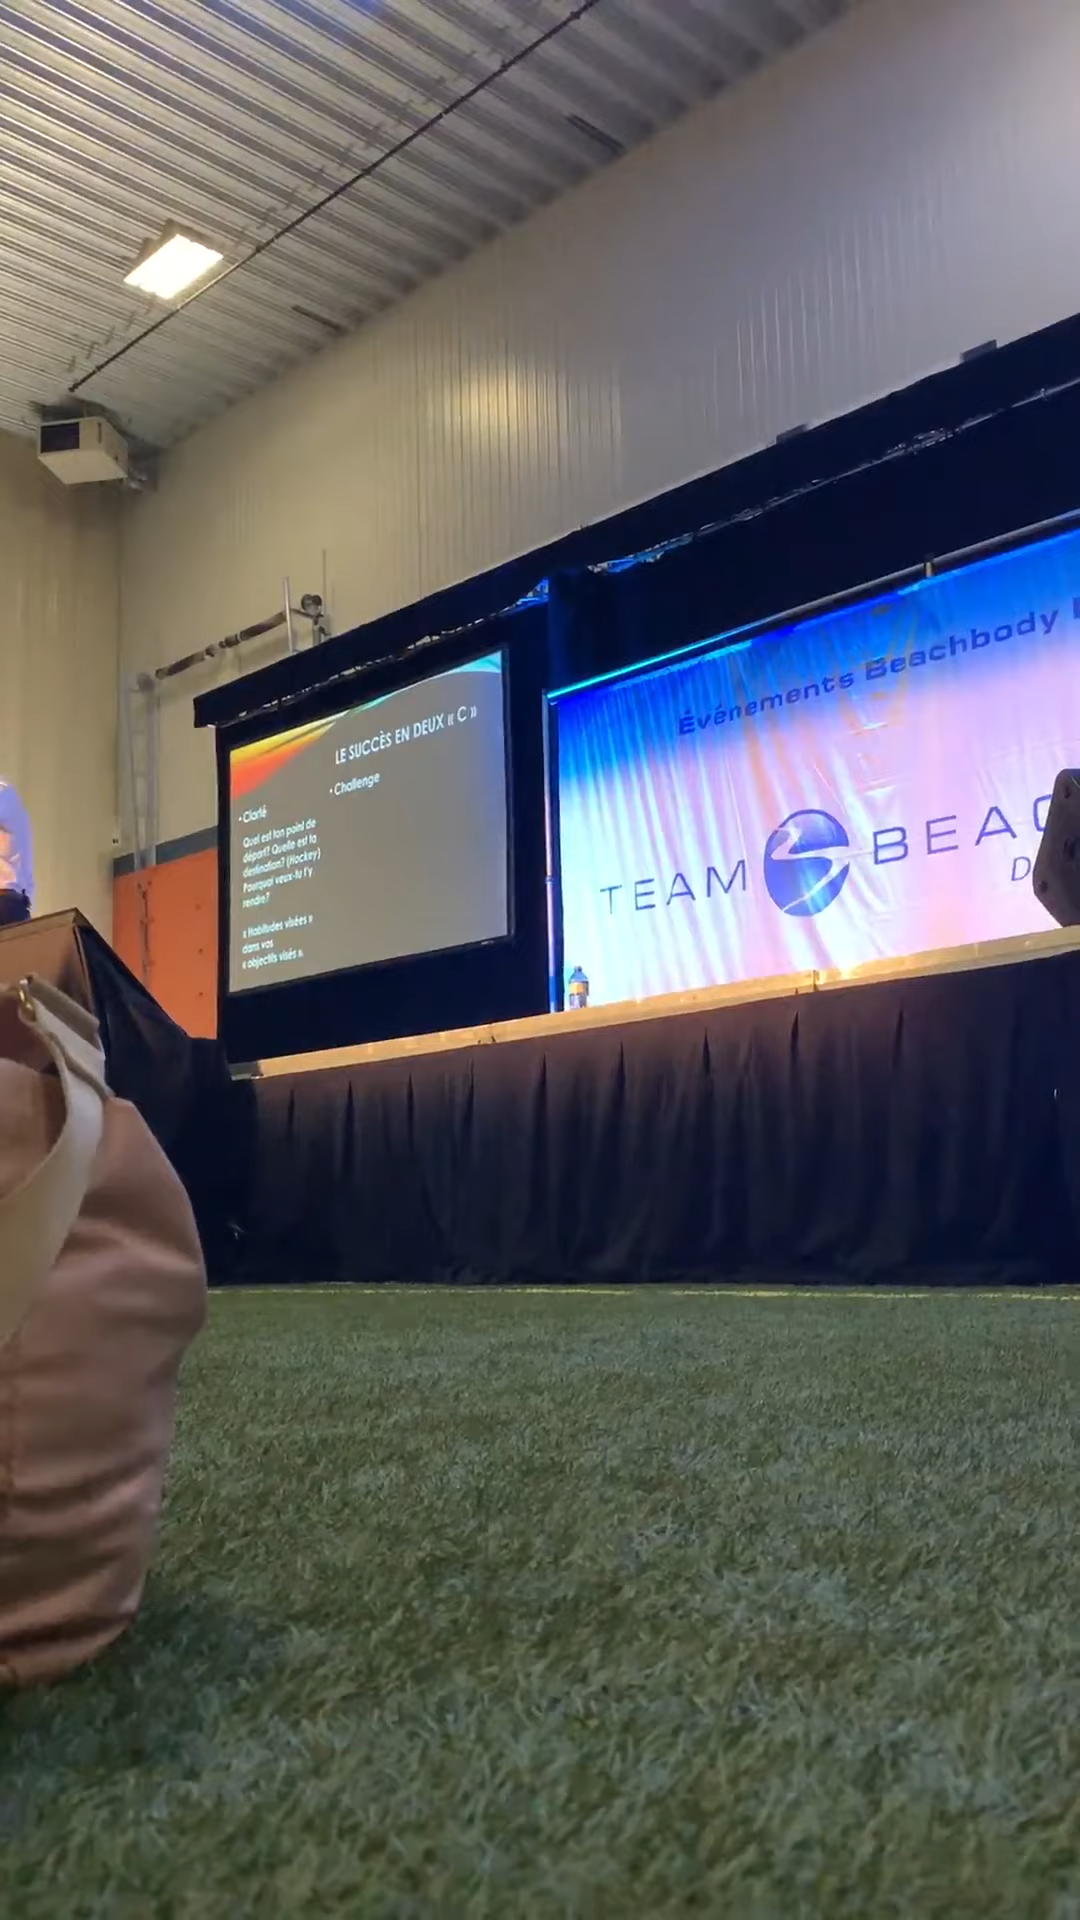 LE SUCCÈS EN DEUX « C »
• Clarté
Quel est ton point de
départ? Quelle est ta
destination? (Hockey)
Pourquoi veux-tu t'y
rendre?
« Habitudes visées »
dans vos
« objectifs visés ».
• Challenge
Événements Beachbody
TEAM BEAC
D